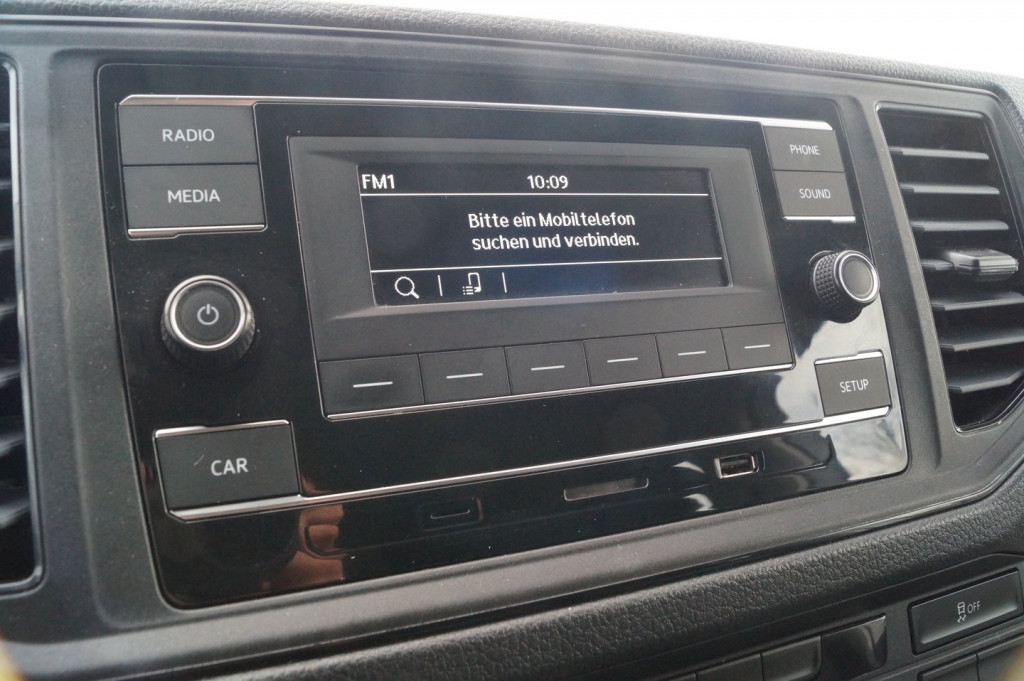 RADIO
MEDIA
FM1 10:09
Bitte ein Mobiltelefon
suchen und verbinden.
PHONE
SOUND
SETUP
CAR
OFF